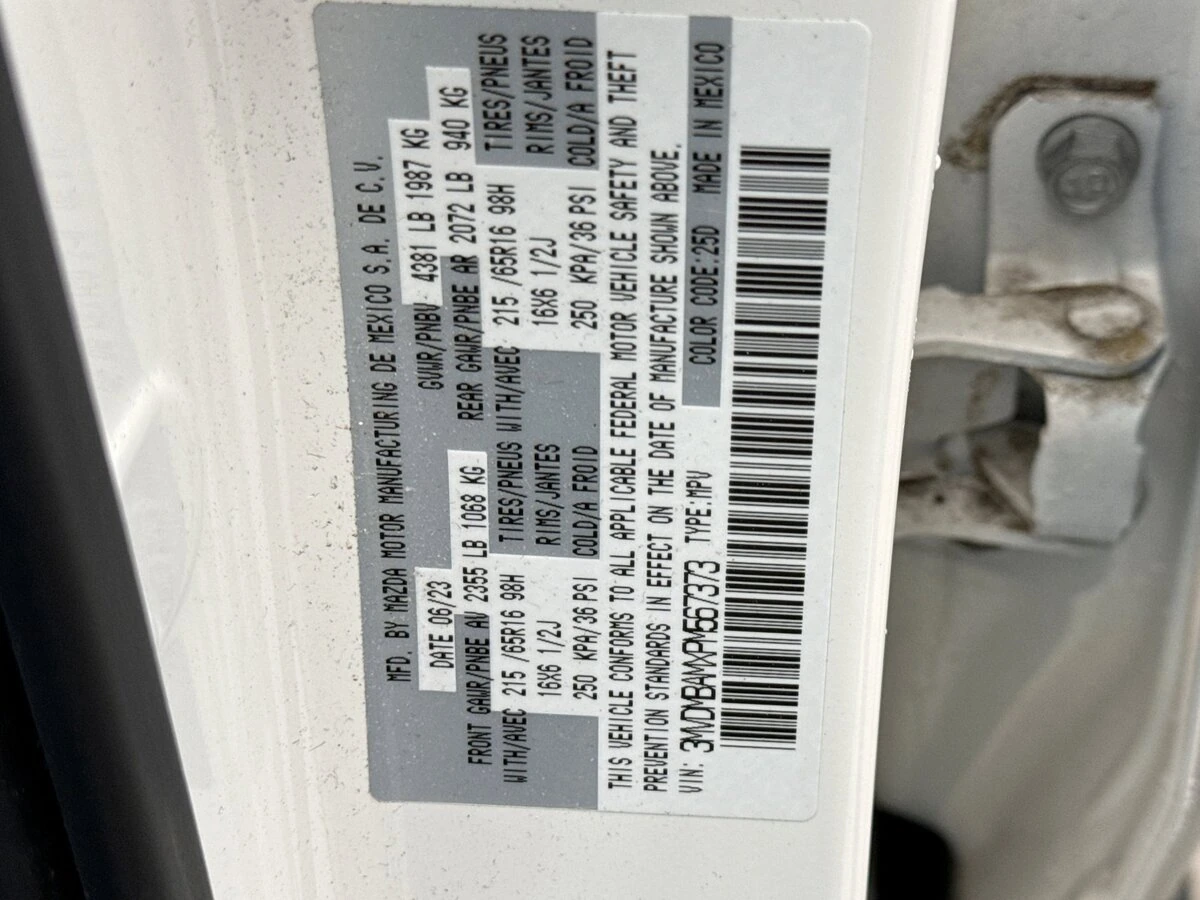 MFD. BY MAZDA MOTOR MANUFACTURING DE MEXICO S.A. DE C.V.
DATE 06/23 GVWR/PNBV 4381 LB 1987 KG
FRONT GAWR/PNBE AV 2355 LB 1068 KG REAR GAWR/PNBE AR 2072 LB 940 KG
WITH/AVEC 215 /65R16 98H TIRES/PNEUS WITH/AVEC 215 /65R16 98H TIRES/PNEUS
16X6 1/2J RIMS/JANTES 16X6 1/2J RIMS/JANTES
250 KPA/36 PSI COLD/A FROID 250 KPA/36 PSI COLD/A FROID
THIS VEHICLE CONFORMS TO ALL APPLICABLE FEDERAL MOTOR VEHICLE SAFETY AND THEFT
PREVENTION STANDARDS IN EFFECT ON THE DATE OF MANUFACTURE SHOWN ABOVE.
VIN: 3MVDMBAMXPM567373 TYPE:MPV COLOR CODE:25D MADE IN MEXICO